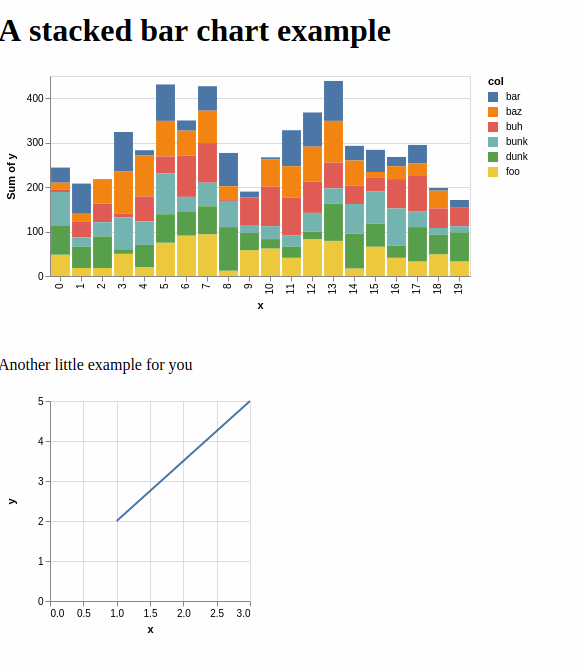 A stacked bar chart example
Sum of y
400
300
200
100
0
0 1 2 3 4 5 6 7 8 9 10 11 12 13 14 15 16 17 18 19
x
col
bar
baz
buh
bunk
dunk
foo
Another little example for you
y
5
4
3
2
1
0
0.0 0.5 1.0 1.5 2.0 2.5 3.0
x